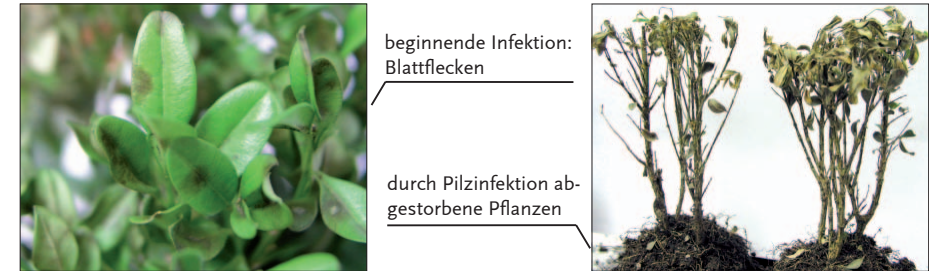 beginnende Infektion:
Blattflecken
durch Pilzinfektion ab-
gestorbene Pflanzen